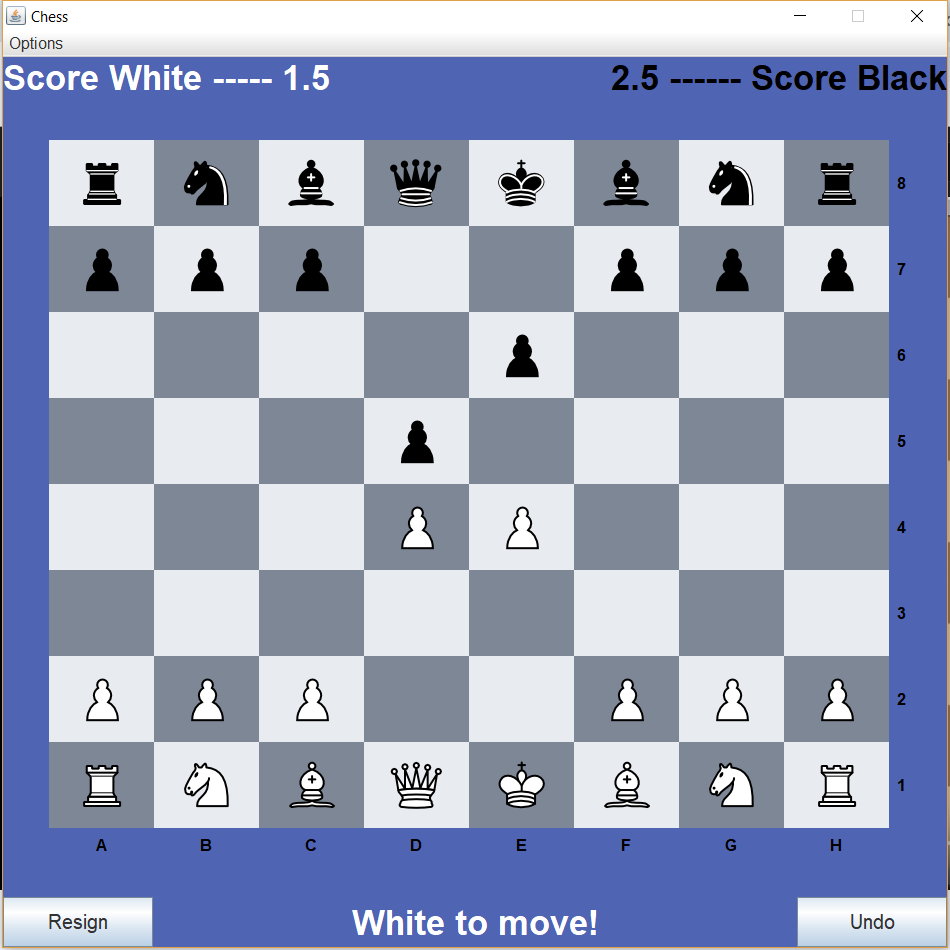 Chess
Options
Score White ----- 1.5
2.5 ------ Score Black
8
7
6
5
4
3
2
1
A B C D E F G H
Resign
White to move!
Undo